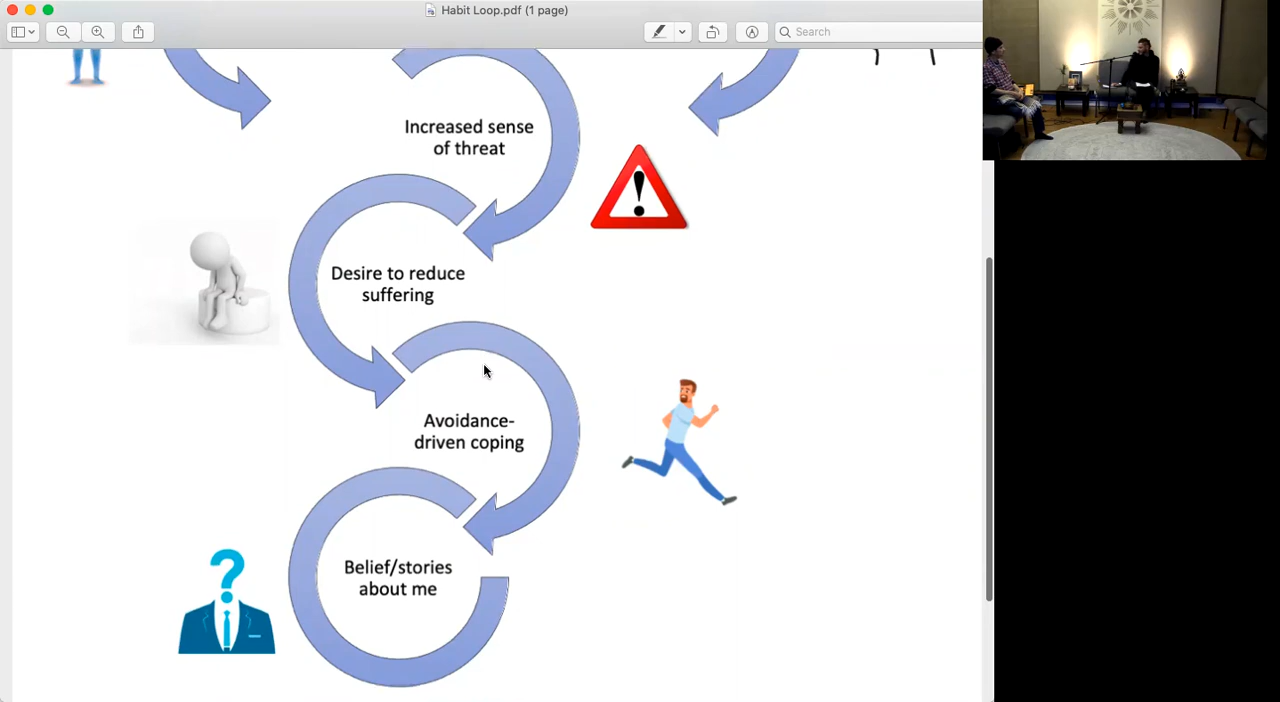 Habit Loop.pdf (1 page)
Search
Increased sense
of threat
!
Desire to reduce
suffering
Avoidance-
driven coping
Belief/stories
about me
?